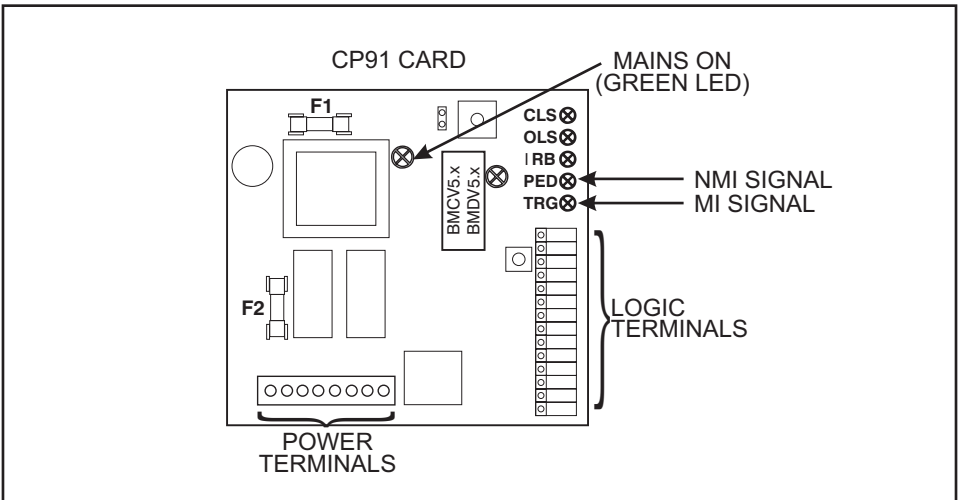 CP91 CARD
MAINS ON
(GREEN LED)
F1
CLS
OLS
IRB
PED
TRG
NMI SIGNAL
MI SIGNAL
BMCV5.x
BMDV5.x
F2
LOGIC
TERMINALS
POWER
TERMINALS